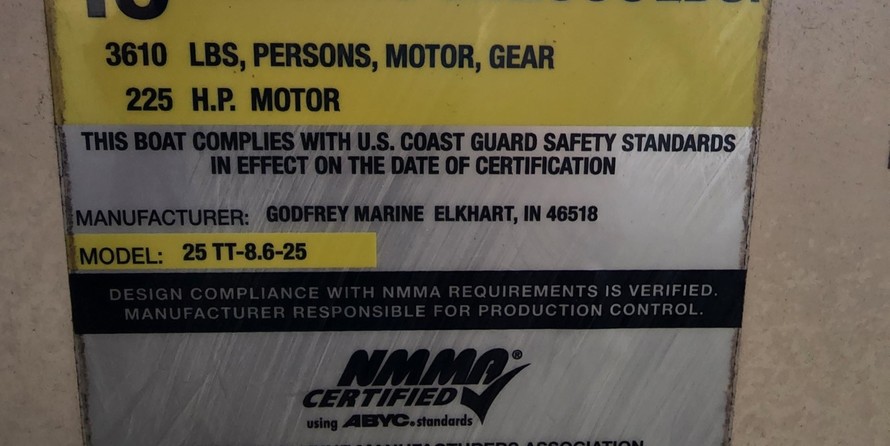 3610 LBS, PERSONS, MOTOR, GEAR
225 H.P. MOTOR
THIS BOAT COMPLIES WITH U.S. COAST GUARD SAFETY STANDARDS
IN EFFECT ON THE DATE OF CERTIFICATION
MANUFACTURER: GODFREY MARINE ELKHART, IN 46518
MODEL: 25 TT-8.6-25
DESIGN COMPLIANCE WITH NMMA REQUIREMENTS IS VERIFIED.
MANUFACTURER RESPONSIBLE FOR PRODUCTION CONTROL.
NMMA®
CERTIFIED
using ABYC® standards
MANUFACTURERS ASSOCIATION